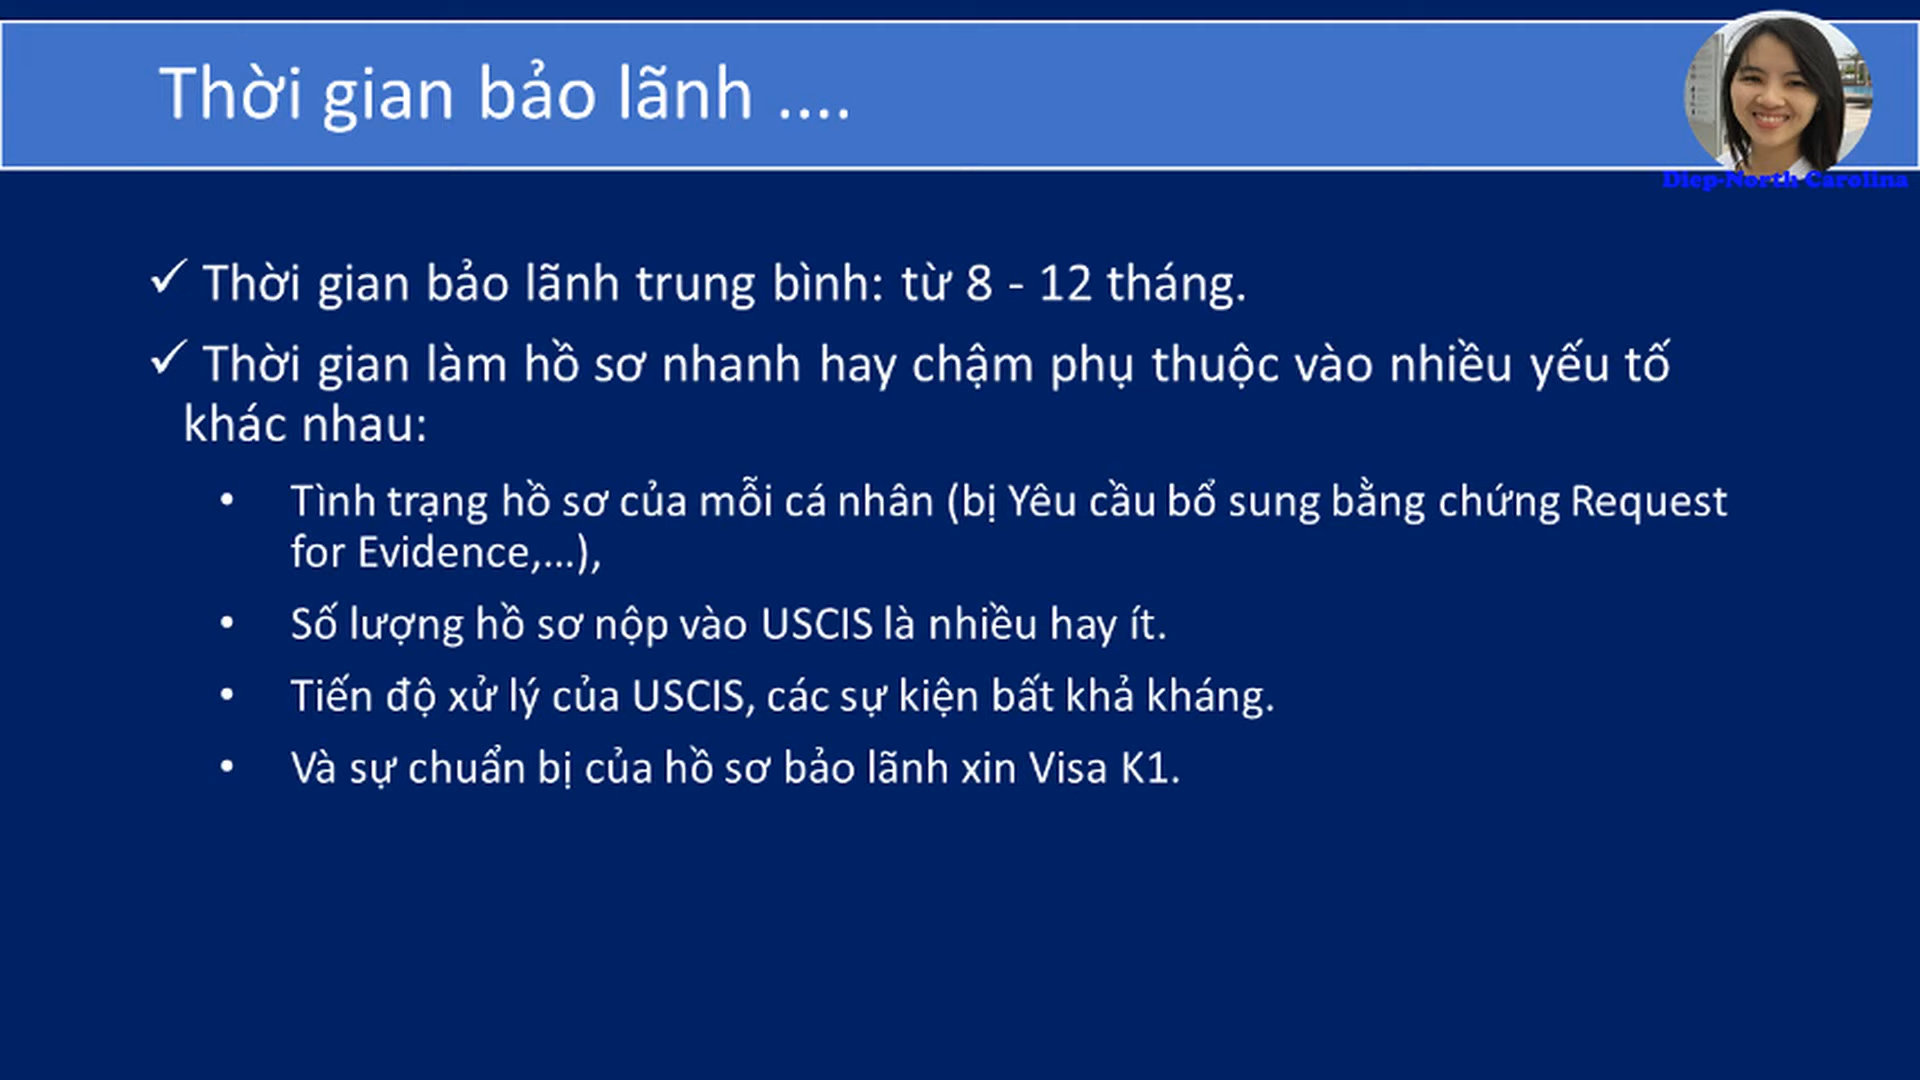 Thời gian bảo lãnh ....
Diep-North Carolina
✓ Thời gian bảo lãnh trung bình: từ 8 - 12 tháng.
✓ Thời gian làm hồ sơ nhanh hay chậm phụ thuộc vào nhiều yếu tố
khác nhau:
• Tình trạng hồ sơ của mỗi cá nhân (bị Yêu cầu bổ sung bằng chứng Request
for Evidence,...),
• Số lượng hồ sơ nộp vào USCIS là nhiều hay ít.
• Tiến độ xử lý của USCIS, các sự kiện bất khả kháng.
• Và sự chuẩn bị của hồ sơ bảo lãnh xin Visa K1.